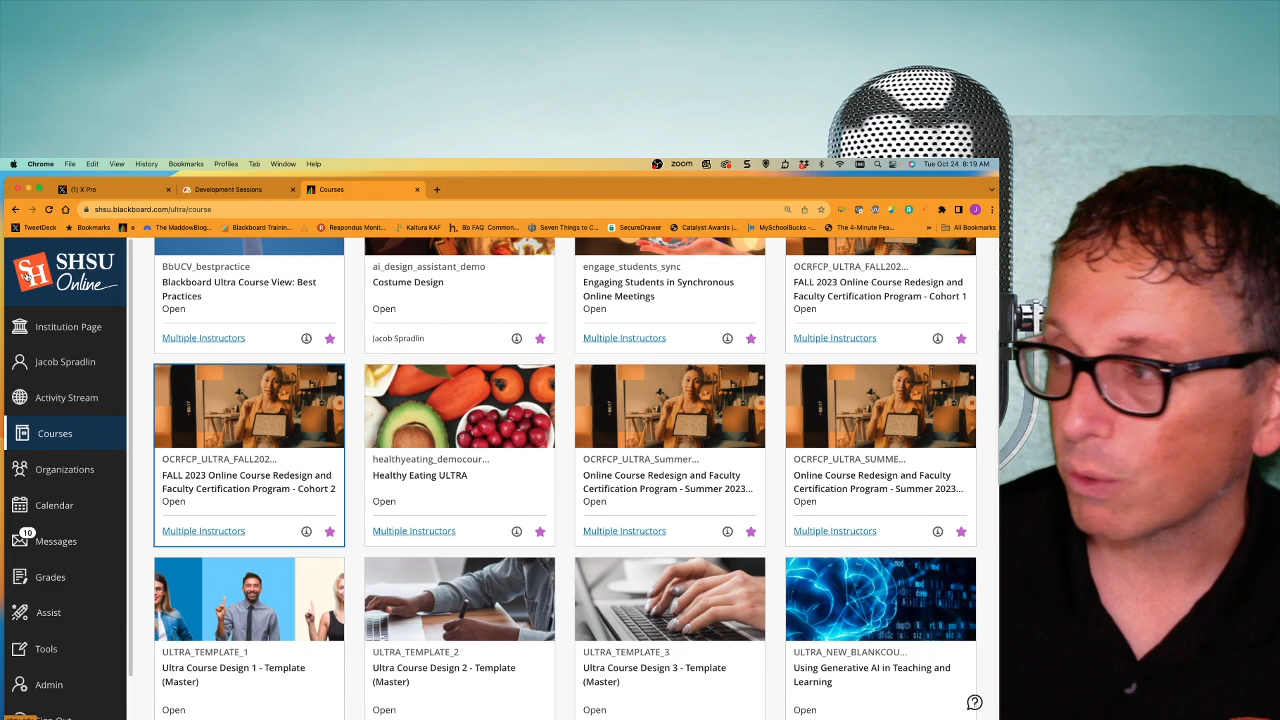 Chrome File Edit View History Bookmarks Profiles Tab Window Help zoom Tue Oct 24 8:19 AM
(1) X Pro Development Sessions Courses
shsu.blackboard.com/ultra/course
TweetDeck Bookmarks e The MaddowBlog... Blackboard Trainin... Respondus Monit... Kaltura KAF Bb FAQ Common... Seven Things to C... SecureDrawer Catalyst Awards |... MySchoolBucks -... The 4-Minute Pea... » All Bookmarks
SH SHSU Online
Institution Page
Jacob Spradlin
Activity Stream
Courses
Organizations
Calendar
10
Messages
Grades
Assist
Tools
Admin
Sign Out
BbUCV_bestpractice
Blackboard Ultra Course View: Best
Practices
Open
Multiple Instructors
ai_design_assistant_demo
Costume Design
Open
Jacob Spradlin
engage_students_sync
Engaging Students in Synchronous
Online Meetings
Open
Multiple Instructors
OCRFCP_ULTRA_FALL202...
FALL 2023 Online Course Redesign and
Faculty Certification Program - Cohort 1
Open
Multiple Instructors
OCRFCP_ULTRA_FALL202...
FALL 2023 Online Course Redesign and
Faculty Certification Program - Cohort 2
Open
Multiple Instructors
healthyeating_democour...
Healthy Eating ULTRA
Open
Multiple Instructors
OCRFCP_ULTRA_Summer...
Online Course Redesign and Faculty
Certification Program - Summer 2023...
Open
Multiple Instructors
OCRFCP_ULTRA_SUMME...
Online Course Redesign and Faculty
Certification Program - Summer 2023...
Open
Multiple Instructors
ULTRA_TEMPLATE_1
Ultra Course Design 1 - Template
(Master)
Open
ULTRA_TEMPLATE_2
Ultra Course Design 2 - Template
(Master)
Open
ULTRA_TEMPLATE_3
Ultra Course Design 3 - Template
(Master)
Open
ULTRA_NEW_BLANKCOU...
Using Generative AI in Teaching and
Learning
Open